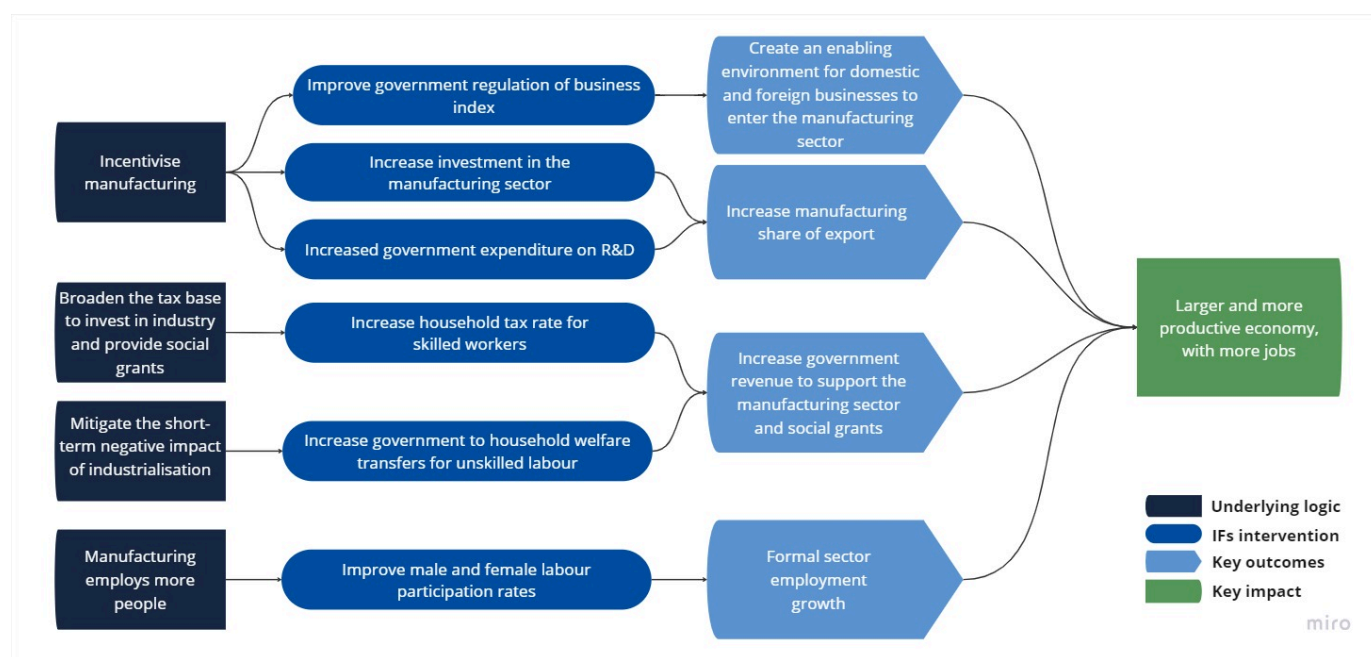 Incentivise
manufacturing
Improve government regulation of business
index
Increase investment in the
manufacturing sector
Increased government expenditure on R&D
Create an enabling
environment for domestic
and foreign businesses to
enter the manufacturing
sector
Increase manufacturing
share of export
Broaden the tax base
to invest in industry
and provide social
grants
Increase household tax rate for
skilled workers
Mitigate the short-
term negative impact
of industrialisation
Increase government to household welfare
transfers for unskilled labour
Increase government
revenue to support the
manufacturing sector
and social grants
Manufacturing
employs more
people
Improve male and female labour
participation rates
Formal sector
employment
growth
Larger and more
productive economy,
with more jobs
Underlying logic
IFs intervention
Key outcomes
Key impact
miro